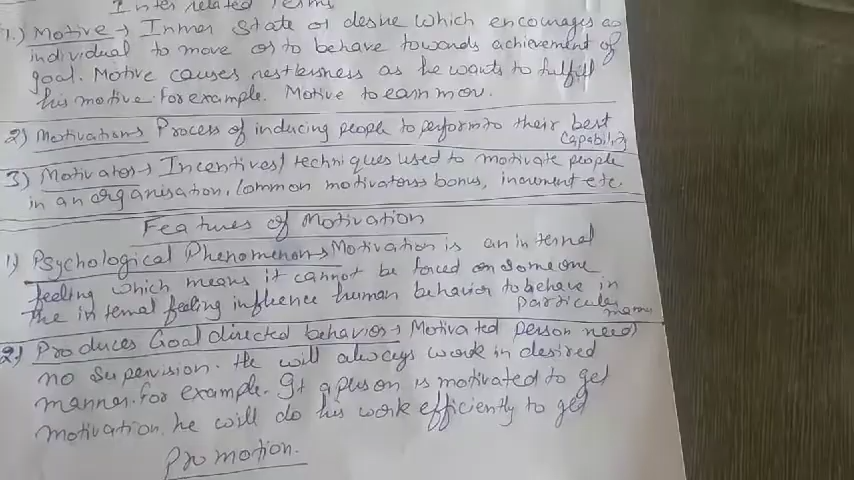 Inter related Terms
1.) Motive → Inner State or desire which encourages an
individual to move or to behave towards achievement of
goal. Motive causes restlessness as he wants to fulfill
his motive. for example. Motive to earn mon.
2) Motivation → Process of inducing people to perform to their best
Capability
3) Motivators → Incentives/techniques used to motivate people
in an organisation, Common motivators bonus, increment etc.
Features of Motivation
1) Psychological Phenomenon → Motivation is an internal
feeling which means it cannot be forced on someone
The internal feeling influence human behavior to behave in
particular manner
2) Produces Goal directed behavior → Motivated person need
no supervision. He will always work in desired
manner. for example. If a person is motivated to get
motivation, he will do his work efficiently to get
Promotion.